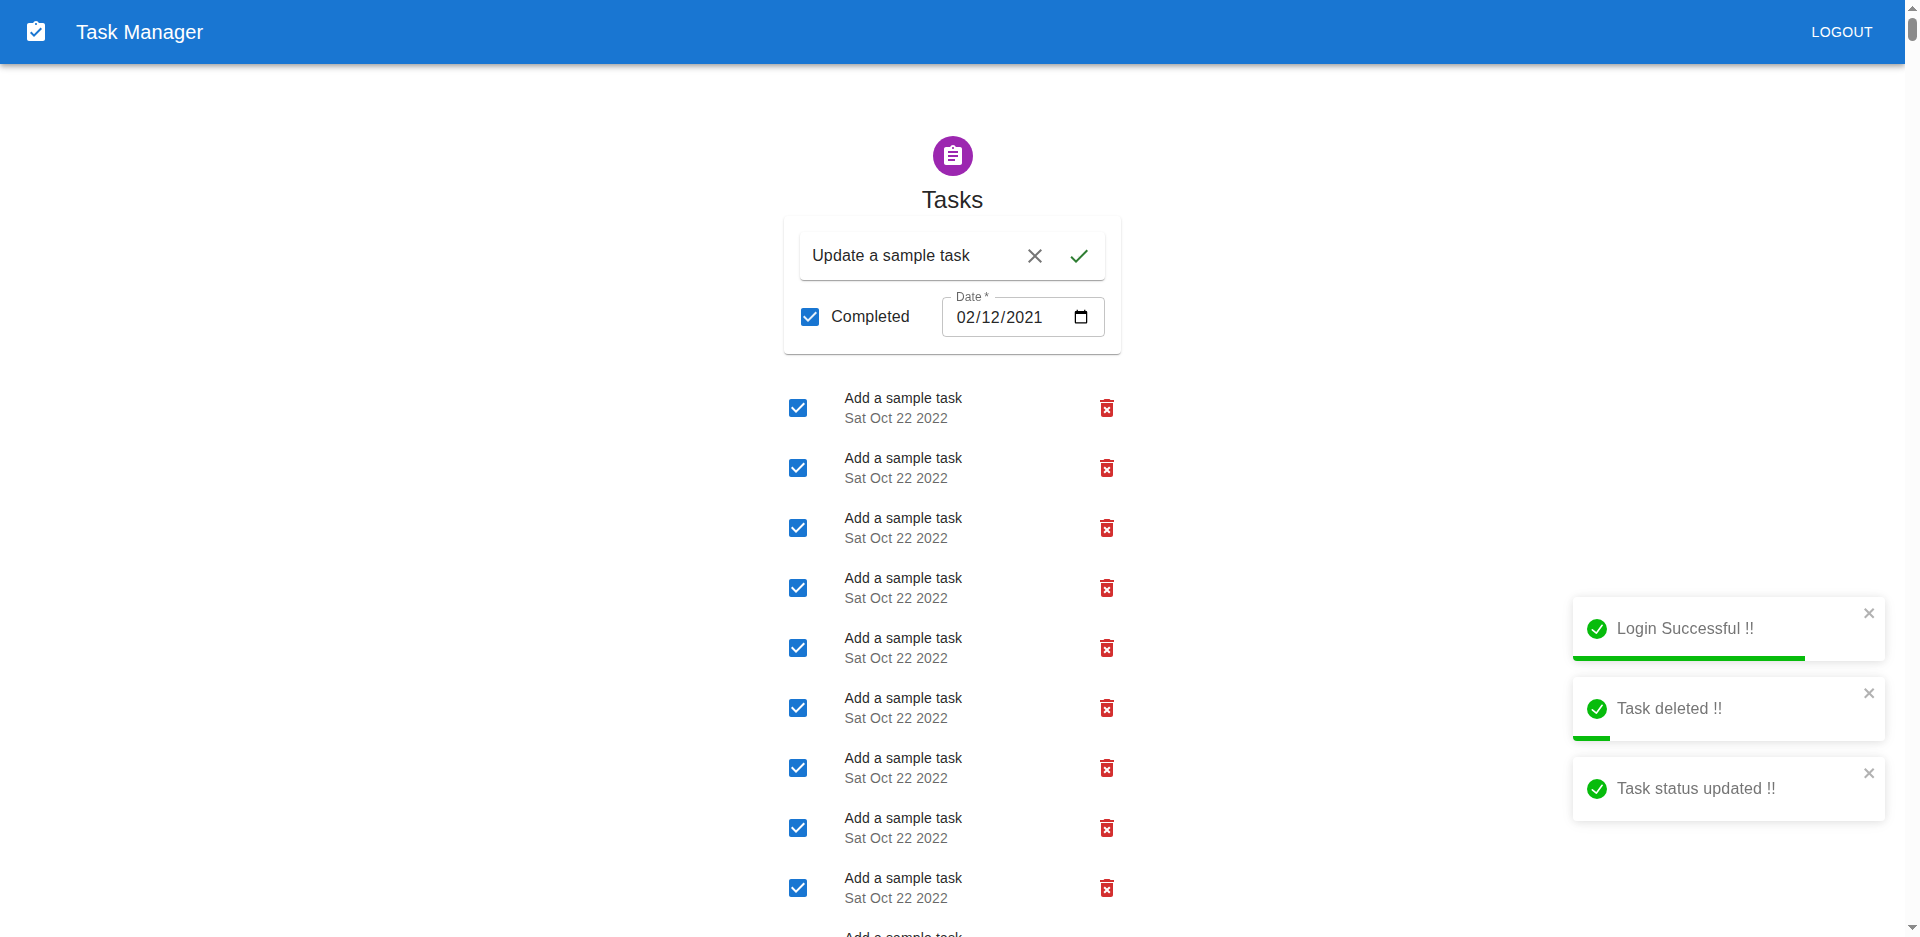 Task Manager
LOGOUT
Tasks
Update a sample task
Completed
Date *
02/12/2021
Add a sample task
Sat Oct 22 2022
Add a sample task
Sat Oct 22 2022
Add a sample task
Sat Oct 22 2022
Add a sample task
Sat Oct 22 2022
Add a sample task
Sat Oct 22 2022
Add a sample task
Sat Oct 22 2022
Add a sample task
Sat Oct 22 2022
Add a sample task
Sat Oct 22 2022
Add a sample task
Sat Oct 22 2022
Add a sample task
Login Successful !!
Task deleted !!
Task status updated !!